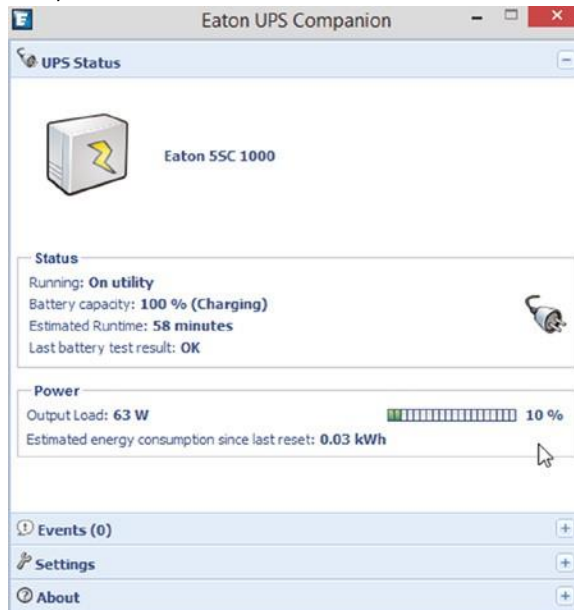 Eaton UPS Companion
UPS Status
Eaton 5SC 1000
Status
Running: On utility
Battery capacity: 100 % (Charging)
Estimated Runtime: 58 minutes
Last battery test result: OK
Power
Output Load: 63 W 10 %
Estimated energy consumption since last reset: 0.03 kWh
Events (0)
Settings
About